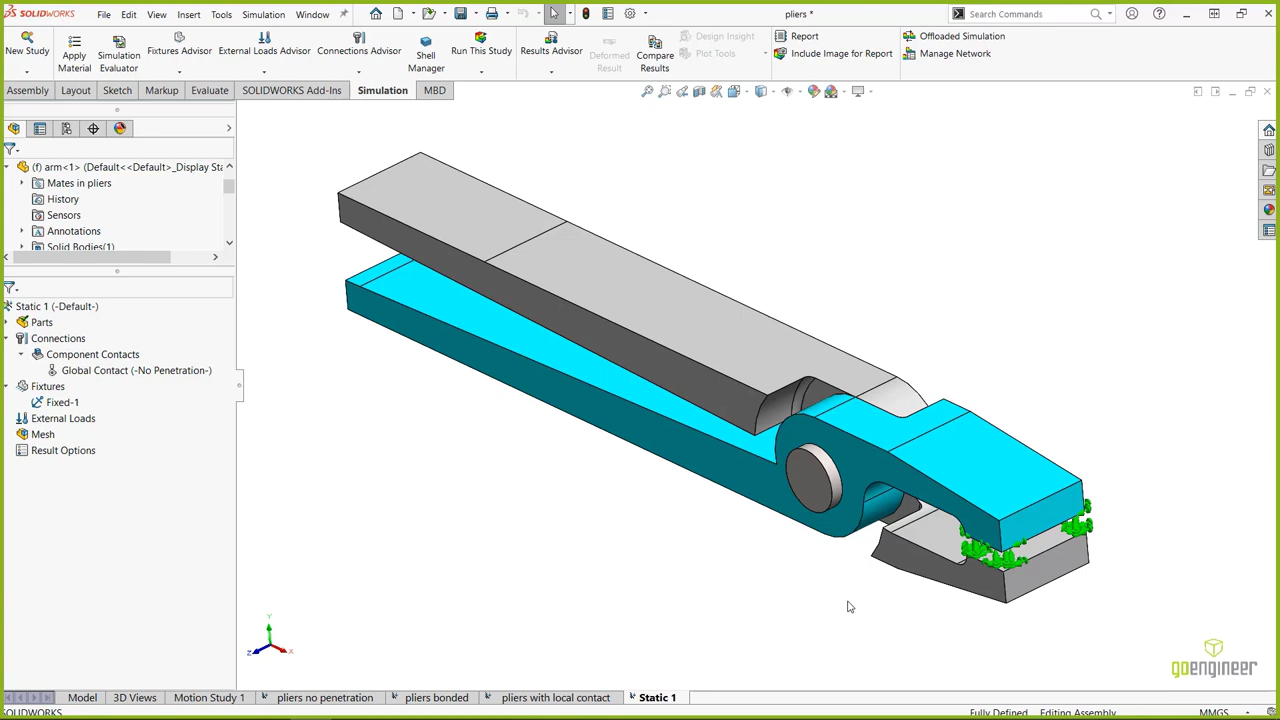 SOLIDWORKS File Edit View Insert Tools Simulation Window pliers * Search Commands
New Study Apply Material Simulation Evaluator Fixtures Advisor External Loads Advisor Connections Advisor Shell Manager Run This Study Results Advisor Deformed Result Compare Results Design Insight Plot Tools Report Include Image for Report Offloaded Simulation Manage Network
Assembly Layout Sketch Markup Evaluate SOLIDWORKS Add-Ins Simulation MBD
(f) arm<1> (Default<<Default>_Display Sta
Mates in pliers
History
Sensors
Annotations
Solid Bodies(1)
Static 1 (-Default-)
Parts
Connections
Component Contacts
Global Contact (-No Penetration-)
Fixtures
Fixed-1
External Loads
Mesh
Result Options
Y
Z X
goengineer
Model 3D Views Motion Study 1 pliers no penetration pliers bonded pliers with local contact Static 1
SOLIDWORKS Fully Defined Editing Assembly MMGS